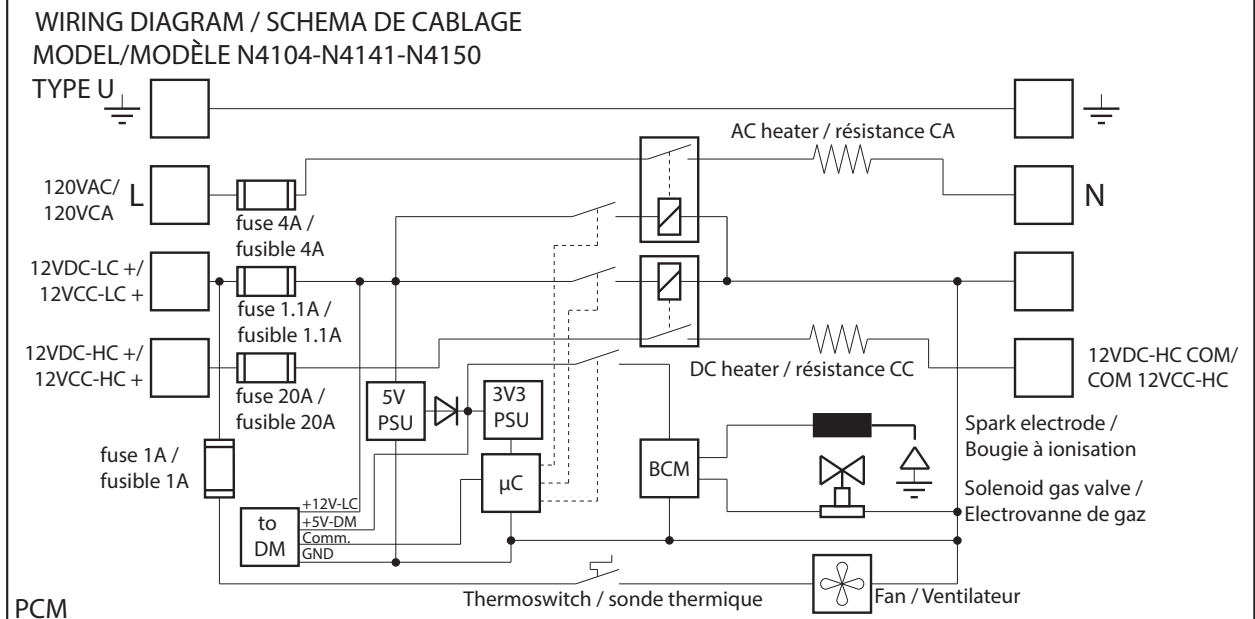 WIRING DIAGRAM / SCHEMA DE CABLAGE
MODEL/MODÈLE N4104-N4141-N4150
TYPE U
AC heater / résistance CA
120VAC/
120VCA
L
N
fuse 4A /
fusible 4A
12VDC-LC +/
12VCC-LC +
fuse 1.1A /
fusible 1.1A
12VDC-HC +/
12VCC-HC +
fuse 20A /
fusible 20A
DC heater / résistance CC
12VDC-HC COM/
COM 12VCC-HC
5V
PSU
3V3
PSU
fuse 1A /
fusible 1A
µC
BCM
Spark electrode /
Bougie à ionisation
Solenoid gas valve /
Electrovanne de gaz
to
DM
+12V-LC
+5V-DM
Comm.
GND
Thermoswitch / sonde thermique
Fan / Ventilateur
PCM